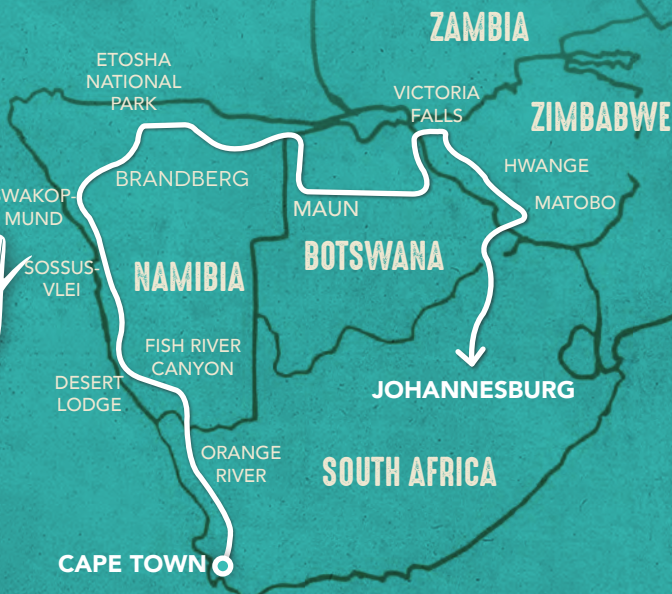 ZAMBIA
ETOSHA
NATIONAL
PARK
VICTORIA
FALLS
ZIMBABWE
HWANGE
BRANDBERG
SWAKOP-
MUND
MAUN
MATOBO
BOTSWANA
SOSSUS-
VLEI
NAMIBIA
FISH RIVER
CANYON
DESERT
LODGE
JOHANNESBURG
ORANGE
RIVER
SOUTH AFRICA
CAPE TOWN